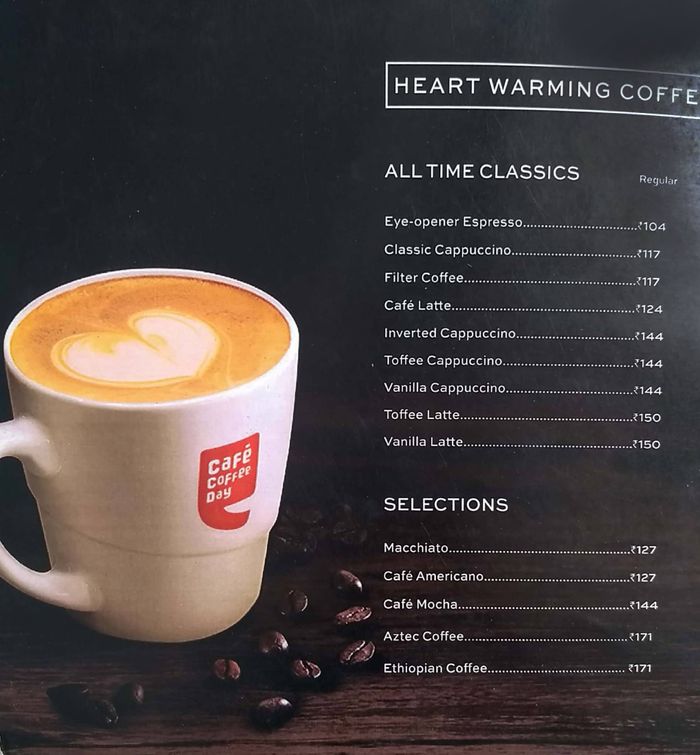 HEART WARMING COFFE
ALL TIME CLASSICS Regular
Eye-opener Espresso........................................₹104
Classic Cappuccino...........................................₹117
Filter Coffee............................................................₹117
Café Latte................................................................₹124
Inverted Cappuccino..........................................₹144
Toffee Cappuccino..............................................₹144
Vanilla Cappuccino.............................................₹144
Toffee Latte.............................................................₹150
Vanilla Latte............................................................₹150
Café
Coffee
Day
SELECTIONS
Macchiato................................................................₹127
Café Americano....................................................₹127
Café Mocha.............................................................₹144
Aztec Coffee...........................................................₹171
Ethiopian Coffee..................................................₹171